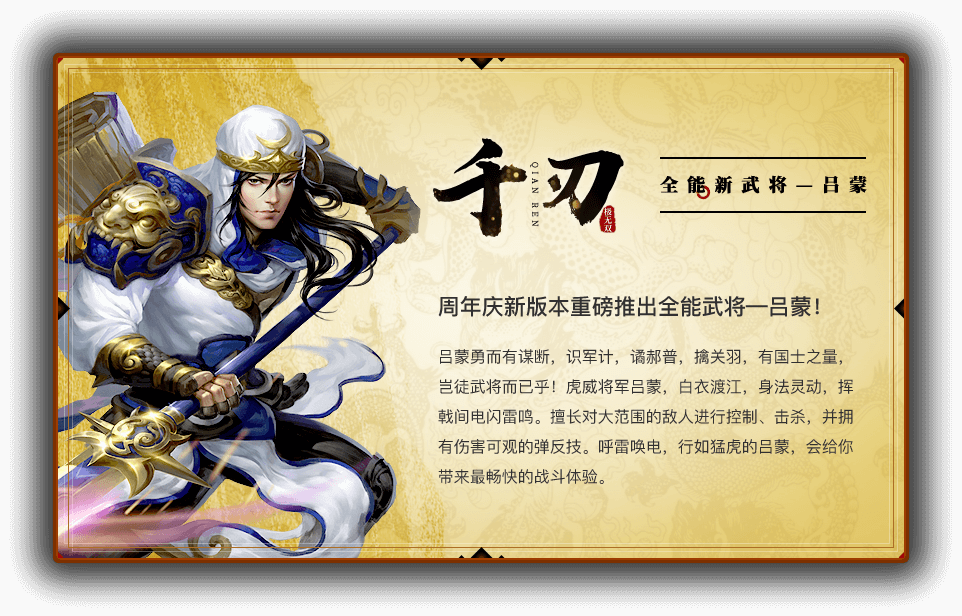 千刃
QIAN REN
极无双
全能新武将—吕蒙
周年庆新版本重磅推出全能武将—吕蒙！
吕蒙勇而有谋断，识军计，谲郝普，擒关羽，有国士之量，
岂徒武将而已乎！虎威将军吕蒙，白衣渡江，身法灵动，挥
戟间电闪雷鸣。擅长对大范围的敌人进行控制、击杀，并拥
有伤害可观的弹反技。呼雷唤电，行如猛虎的吕蒙，会给你
带来最畅快的战斗体验。